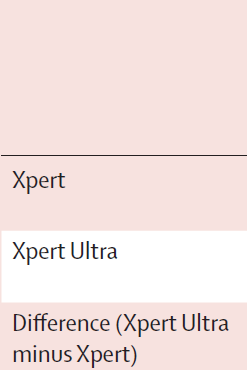 Xpert
Xpert Ultra
Difference (Xpert Ultra
minus Xpert)